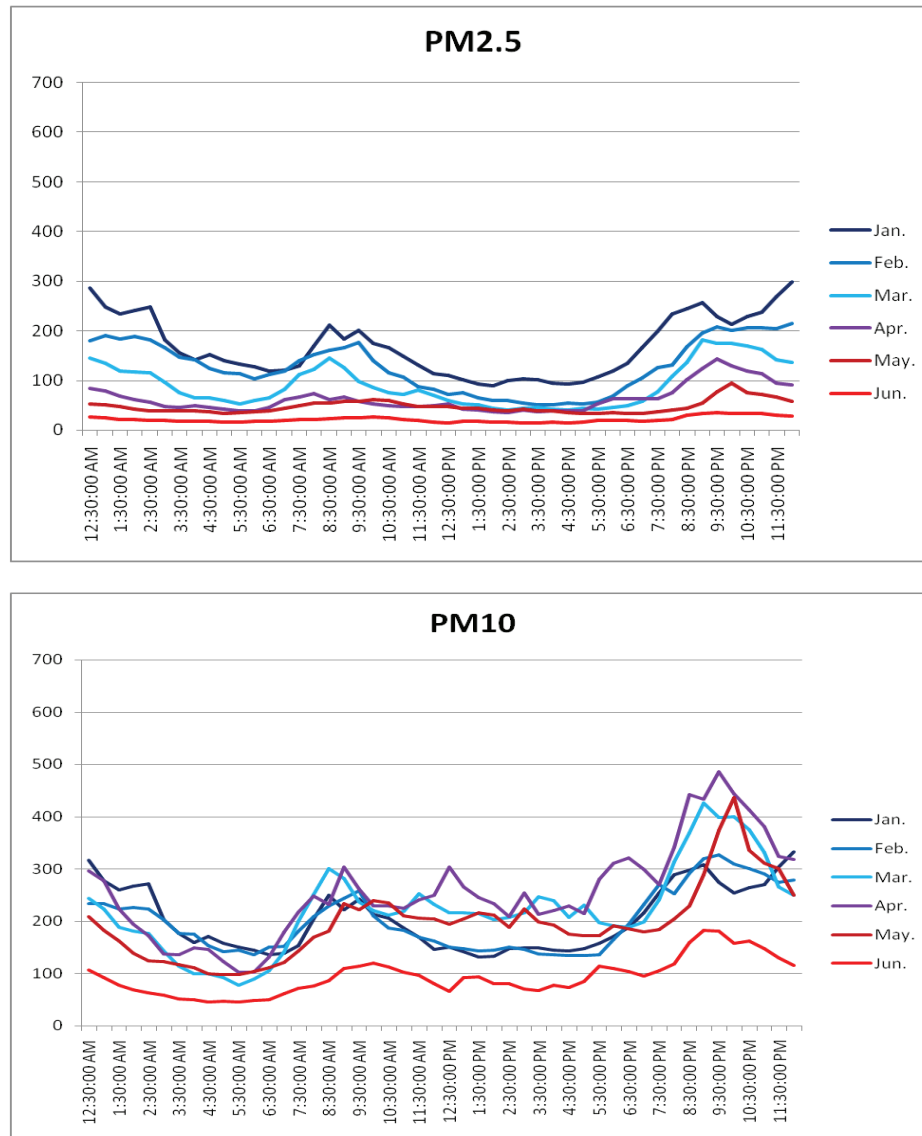 PM2.5
700
600
500
400
300
200
100
0
12:30:00 AM
1:30:00 AM
2:30:00 AM
3:30:00 AM
4:30:00 AM
5:30:00 AM
6:30:00 AM
7:30:00 AM
8:30:00 AM
9:30:00 AM
10:30:00 AM
11:30:00 AM
12:30:00 PM
1:30:00 PM
2:30:00 PM
3:30:00 PM
4:30:00 PM
5:30:00 PM
6:30:00 PM
7:30:00 PM
8:30:00 PM
9:30:00 PM
10:30:00 PM
11:30:00 PM
Jan.
Feb.
Mar.
Apr.
May.
Jun.
PM10
700
600
500
400
300
200
100
0
12:30:00 AM
1:30:00 AM
2:30:00 AM
3:30:00 AM
4:30:00 AM
5:30:00 AM
6:30:00 AM
7:30:00 AM
8:30:00 AM
9:30:00 AM
10:30:00 AM
11:30:00 AM
12:30:00 PM
1:30:00 PM
2:30:00 PM
3:30:00 PM
4:30:00 PM
5:30:00 PM
6:30:00 PM
7:30:00 PM
8:30:00 PM
9:30:00 PM
10:30:00 PM
11:30:00 PM
Jan.
Feb.
Mar.
Apr.
May.
Jun.